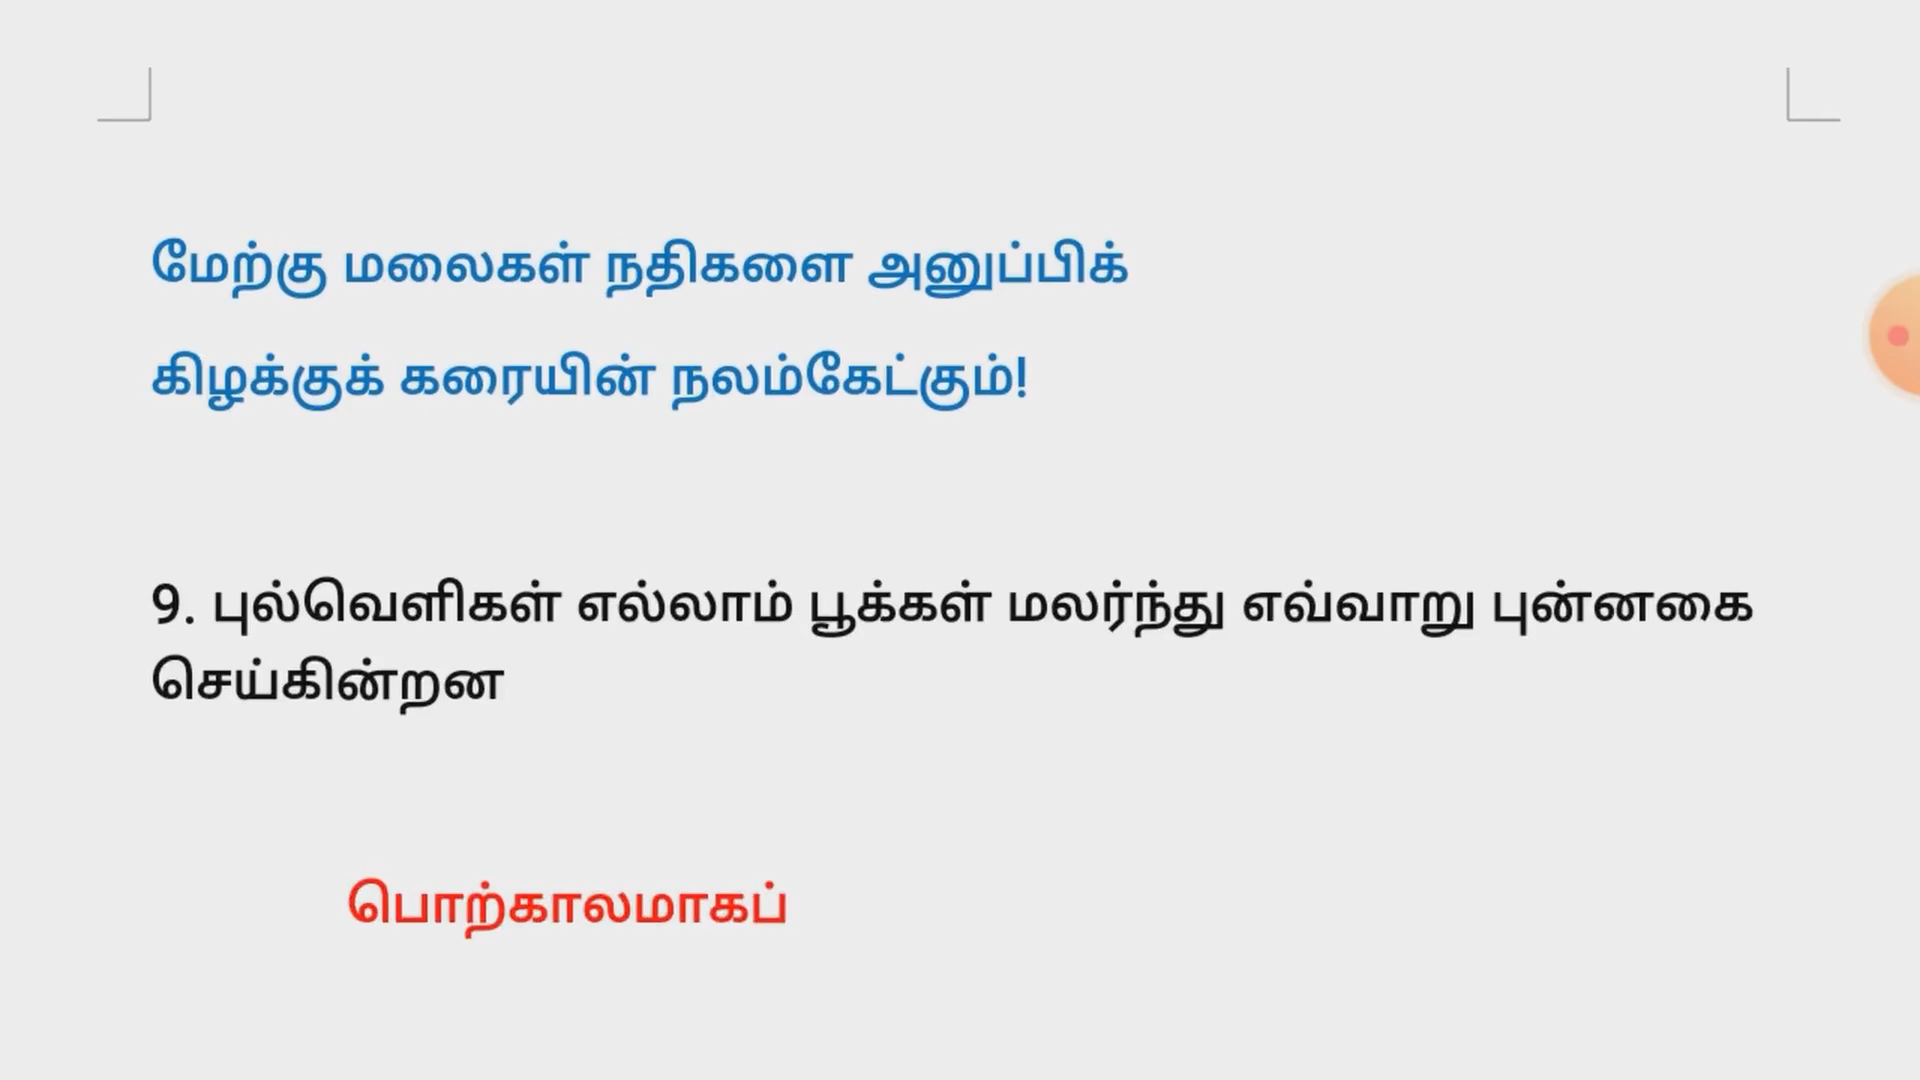 மேற்கு மலைகள் நதிகளை அனுப்பிக்
கிழக்குக் கரையின் நலம்கேட்கும்!
9. புல்வெளிகள் எல்லாம் பூக்கள் மலர்ந்து எவ்வாறு புன்னகை
செய்கின்றன
பொற்காலமாகப்